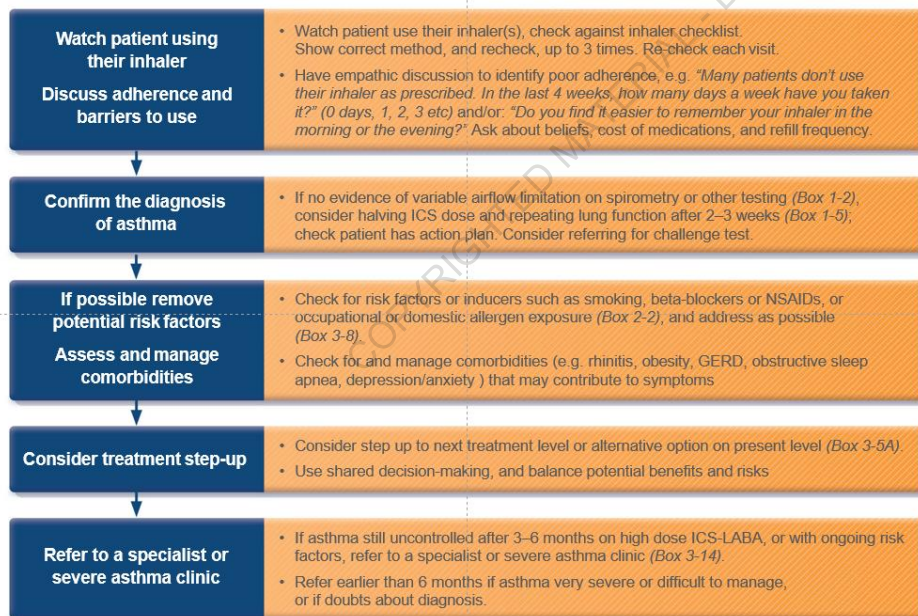 Watch patient using
their inhaler
Discuss adherence and
barriers to use
• Watch patient use their inhaler(s), check against inhaler checklist.
Show correct method, and recheck, up to 3 times. Re-check each visit.
• Have empathic discussion to identify poor adherence, e.g. “Many patients don’t use
their inhaler as prescribed. In the last 4 weeks, how many days a week have you taken
it?” (0 days, 1, 2, 3 etc) and/or: “Do you find it easier to remember your inhaler in the
morning or the evening?” Ask about beliefs, cost of medications, and refill frequency.
Confirm the diagnosis
of asthma
• If no evidence of variable airflow limitation on spirometry or other testing (Box 1-2),
consider halving ICS dose and repeating lung function after 2–3 weeks (Box 1-5);
check patient has action plan. Consider referring for challenge test.
If possible remove
potential risk factors
Assess and manage
comorbidities
• Check for risk factors or inducers such as smoking, beta-blockers or NSAIDs, or
occupational or domestic allergen exposure (Box 2-2), and address as possible
(Box 3-8).
• Check for and manage comorbidities (e.g. rhinitis, obesity, GERD, obstructive sleep
apnea, depression/anxiety ) that may contribute to symptoms
Consider treatment step-up
• Consider step up to next treatment level or alternative option on present level (Box 3-5A).
• Use shared decision-making, and balance potential benefits and risks
Refer to a specialist or
severe asthma clinic
• If asthma still uncontrolled after 3–6 months on high dose ICS-LABA, or with ongoing risk
factors, refer to a specialist or severe asthma clinic (Box 3-14).
• Refer earlier than 6 months if asthma very severe or difficult to manage,
or if doubts about diagnosis.
COPYRIGHTED MATERIAL -